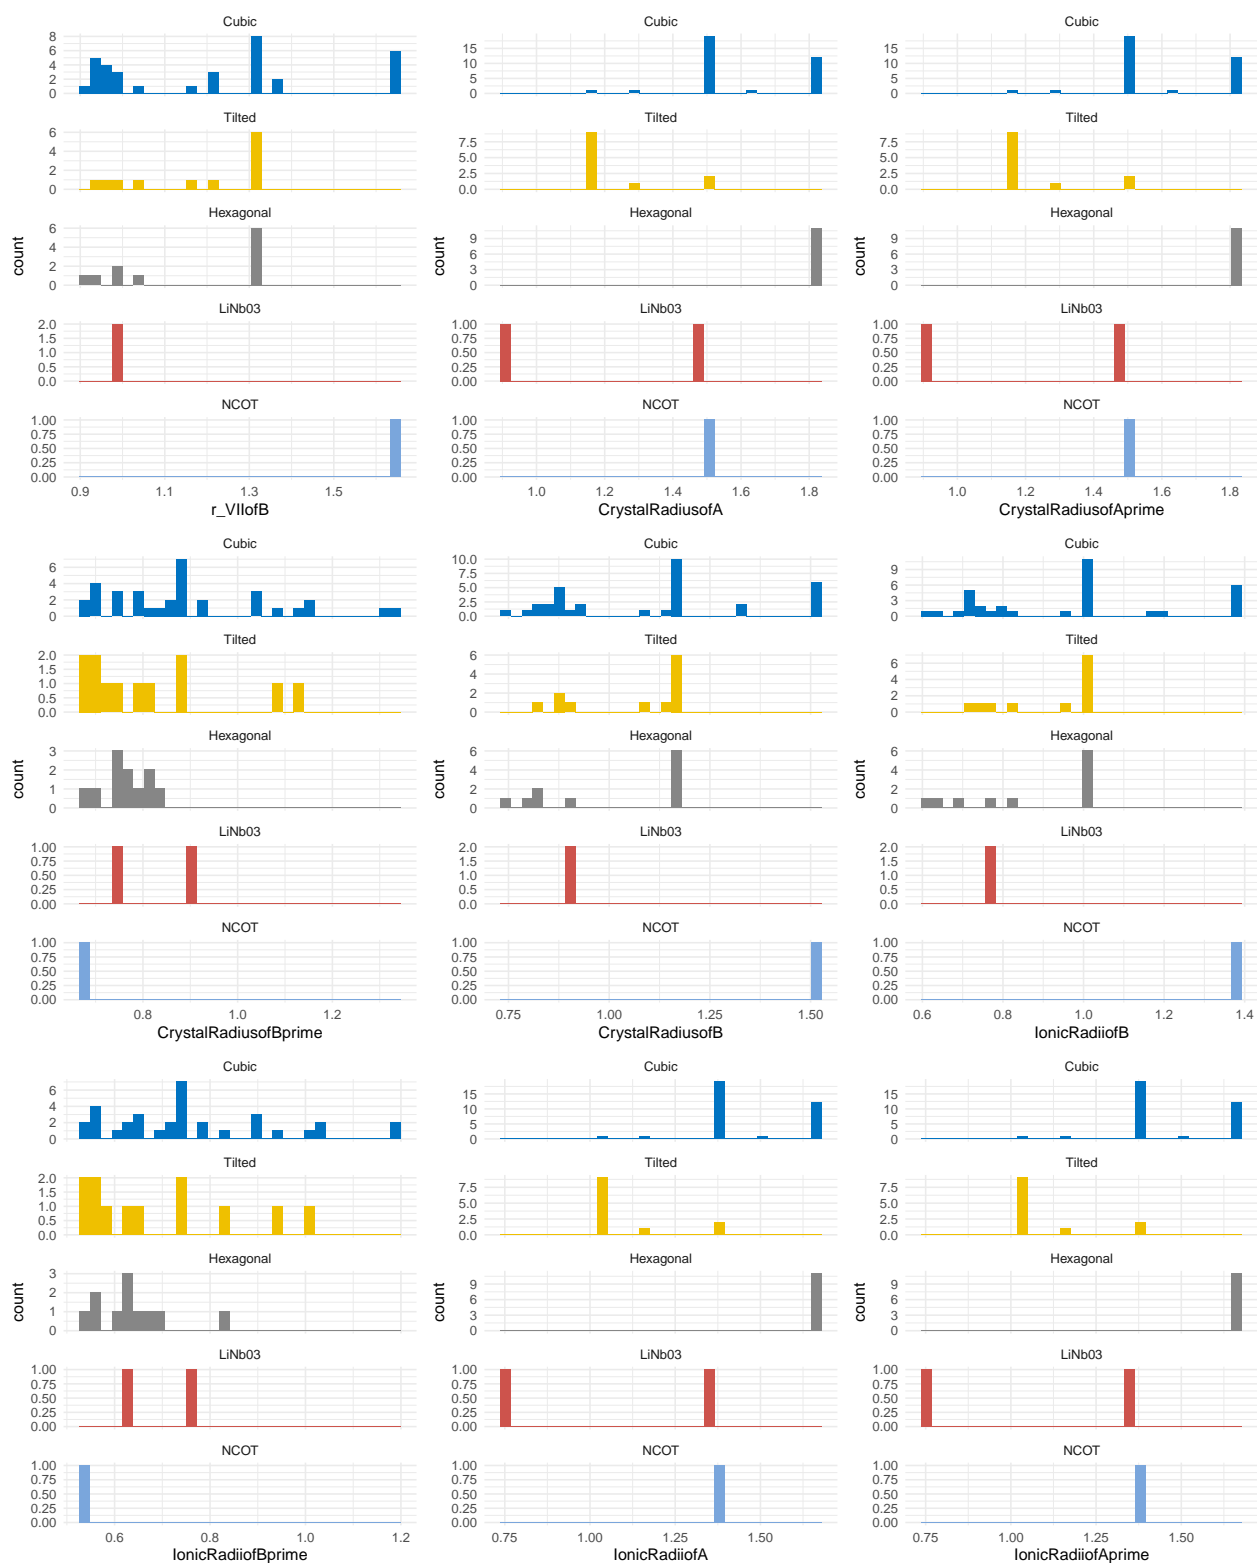 Cubic
8
6
4
2
0
Tilted
6
4
2
0
Hexagonal
6
4
2
0
count
LiNb03
2.0
1.5
1.0
0.5
0.0
NCOT
1.00
0.75
0.50
0.25
0.00
0.9 1.1 1.3 1.5
r_VIIofB
Cubic
15
10
5
0
Tilted
7.5
5.0
2.5
0.0
Hexagonal
9
6
3
0
count
LiNb03
1.00
0.75
0.50
0.25
0.00
NCOT
1.00
0.75
0.50
0.25
0.00
1.0 1.2 1.4 1.6 1.8
CrystalRadiusofA
Cubic
15
10
5
0
Tilted
7.5
5.0
2.5
0.0
Hexagonal
9
6
3
0
count
LiNb03
1.00
0.75
0.50
0.25
0.00
NCOT
1.00
0.75
0.50
0.25
0.00
1.0 1.2 1.4 1.6 1.8
CrystalRadiusofAprime
Cubic
6
4
2
0
Tilted
2.0
1.5
1.0
0.5
0.0
Hexagonal
3
2
1
0
count
LiNb03
1.00
0.75
0.50
0.25
0.00
NCOT
1.00
0.75
0.50
0.25
0.00
0.8 1.0 1.2
CrystalRadiusofBprime
Cubic
10.0
7.5
5.0
2.5
0.0
Tilted
6
4
2
0
Hexagonal
6
4
2
0
count
LiNb03
2.0
1.5
1.0
0.5
0.0
NCOT
1.00
0.75
0.50
0.25
0.00
0.75 1.00 1.25 1.50
CrystalRadiusofB
Cubic
9
6
3
0
Tilted
6
4
2
0
Hexagonal
6
4
2
0
count
LiNb03
2.0
1.5
1.0
0.5
0.0
NCOT
1.00
0.75
0.50
0.25
0.00
0.6 0.8 1.0 1.2 1.4
IonicRadiiofB
Cubic
6
4
2
0
Tilted
2.0
1.5
1.0
0.5
0.0
Hexagonal
3
2
1
0
count
LiNb03
1.00
0.75
0.50
0.25
0.00
NCOT
1.00
0.75
0.50
0.25
0.00
0.6 0.8 1.0 1.2
IonicRadiiofBprime
Cubic
15
10
5
0
Tilted
7.5
5.0
2.5
0.0
Hexagonal
9
6
3
0
count
LiNb03
1.00
0.75
0.50
0.25
0.00
NCOT
1.00
0.75
0.50
0.25
0.00
0.75 1.00 1.25 1.50
IonicRadiiofA
Cubic
15
10
5
0
Tilted
7.5
5.0
2.5
0.0
Hexagonal
9
6
3
0
count
LiNb03
1.00
0.75
0.50
0.25
0.00
NCOT
1.00
0.75
0.50
0.25
0.00
0.75 1.00 1.25 1.50
IonicRadiiofAprime